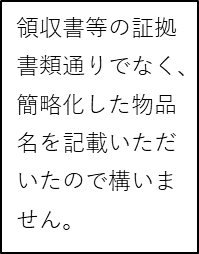 領収書等の証拠
書類通りでなく、
簡略化した物品
名を記載いただ
いたので構いま
せん。